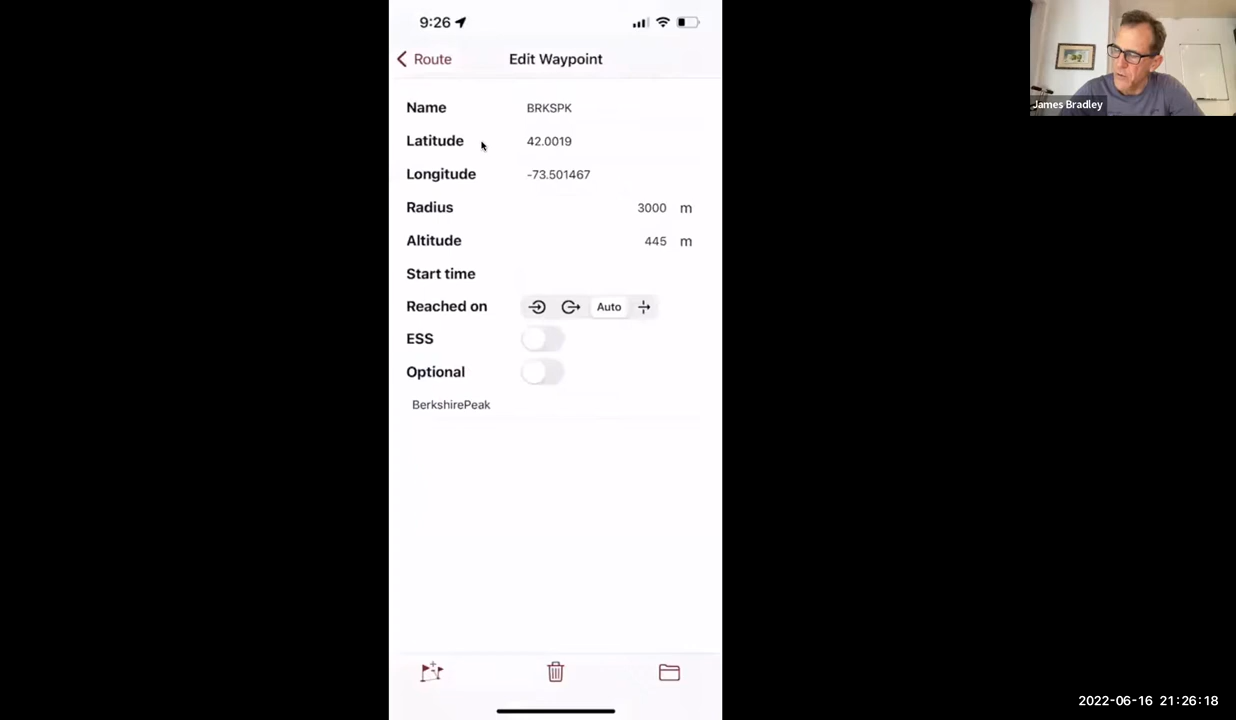 9:26
Route
Edit Waypoint
Name BRKSPK
Latitude 42.0019
Longitude -73.501467
Radius 3000 m
Altitude 445 m
Start time
Reached on Auto
ESS
Optional
BerkshirePeak
James Bradley
2022-06-16 21:26:18